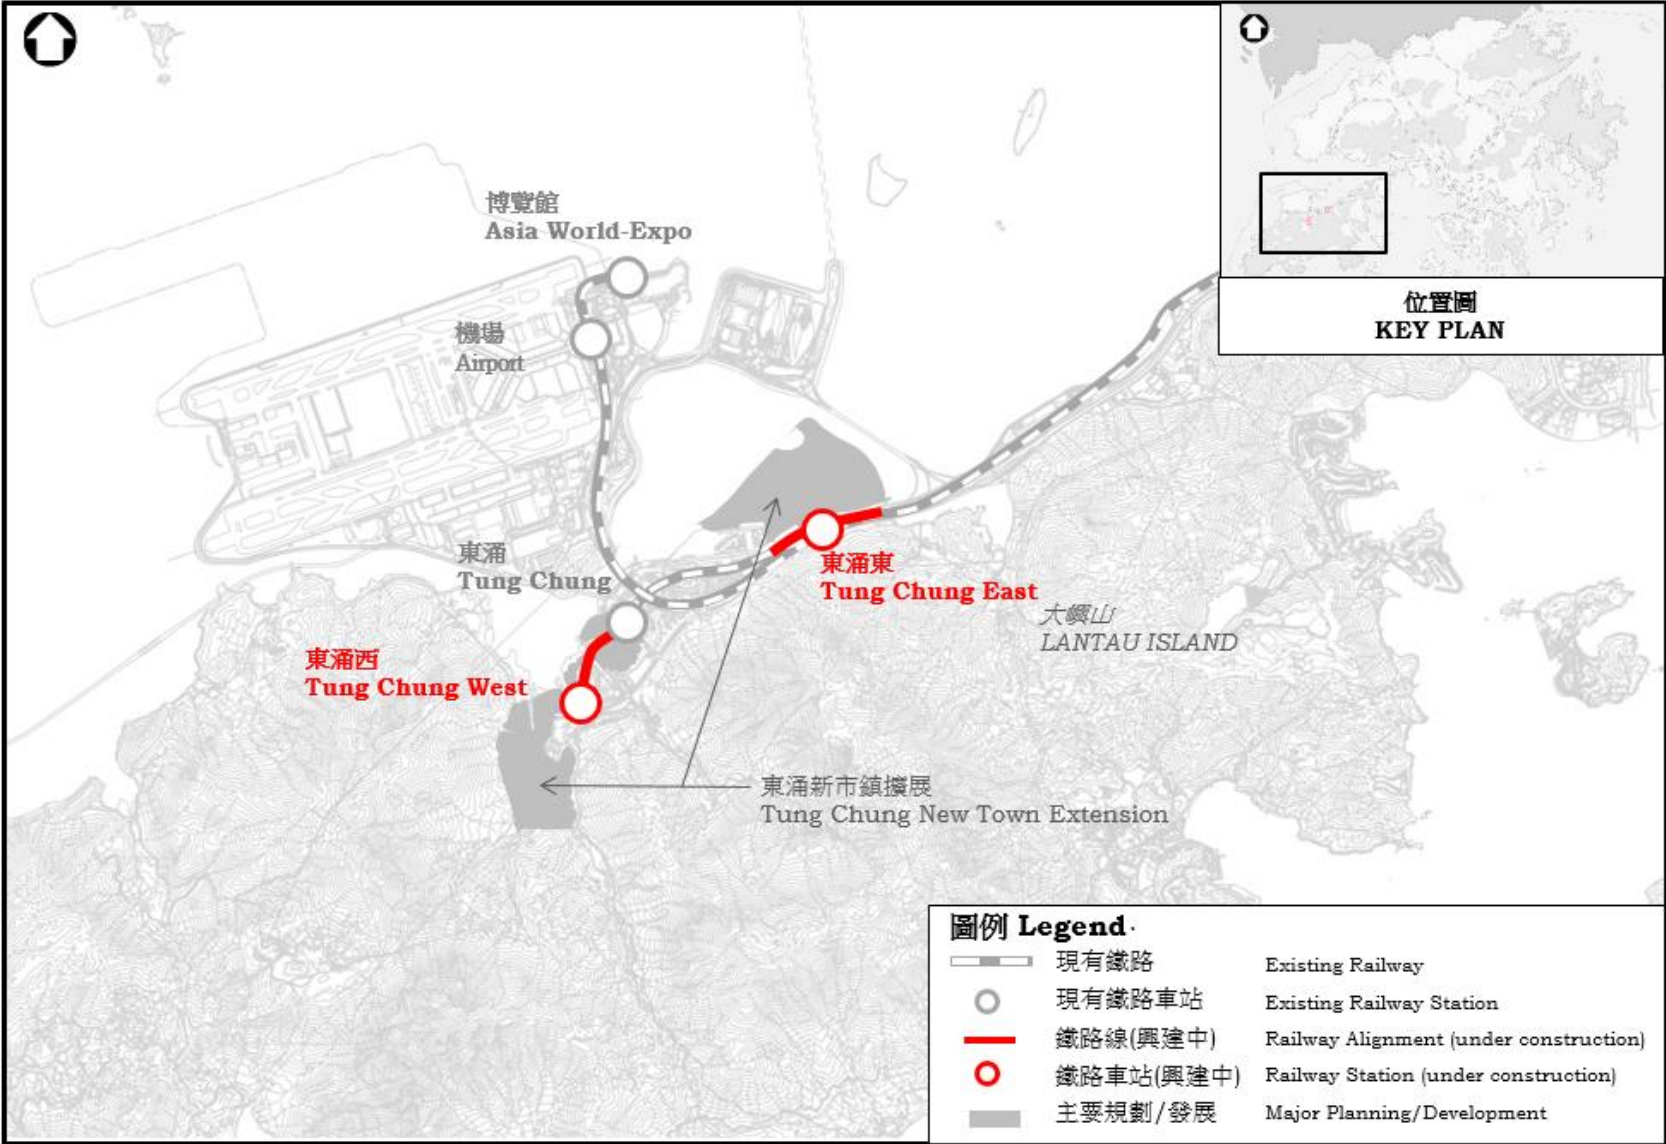 博覽館
Asia World-Expo
機場
Airport
東涌
Tung Chung
東涌東
Tung Chung East
大嶼山
LANTAU ISLAND
東涌西
Tung Chung West
東涌新市鎮擴展
Tung Chung New Town Extension
位置圖
KEY PLAN
圖例 Legend
現有鐵路 Existing Railway
現有鐵路車站 Existing Railway Station
鐵路線(興建中) Railway Alignment (under construction)
鐵路車站(興建中) Railway Station (under construction)
主要規劃/發展 Major Planning/Development